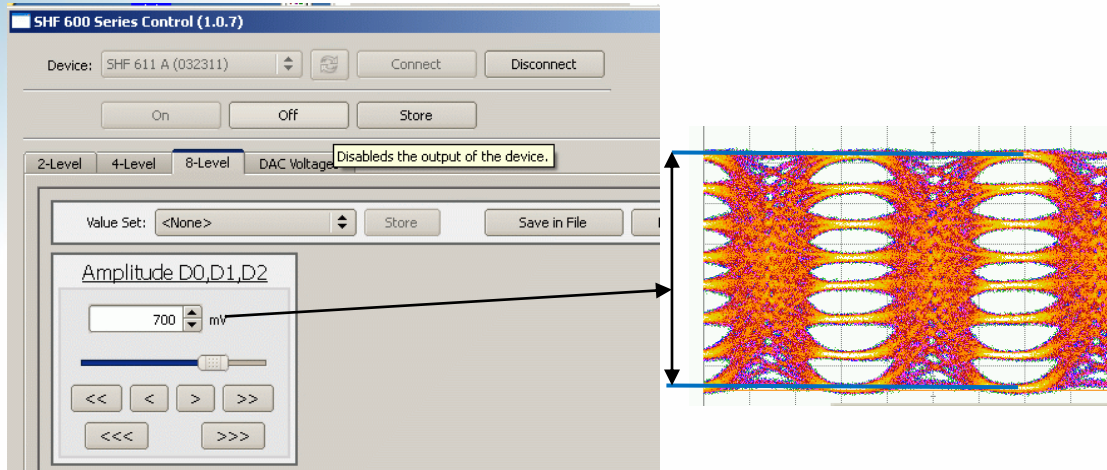 SHF 600 Series Control (1.0.7)
Device: SHF 611 A (032311) Connect Disconnect
On Off Store
2-Level 4-Level 8-Level DAC Voltages
Disableds the output of the device.
Value Set: <None> Store Save in File
Amplitude D0,D1,D2
700 mV
<< < > >>
<<< >>>